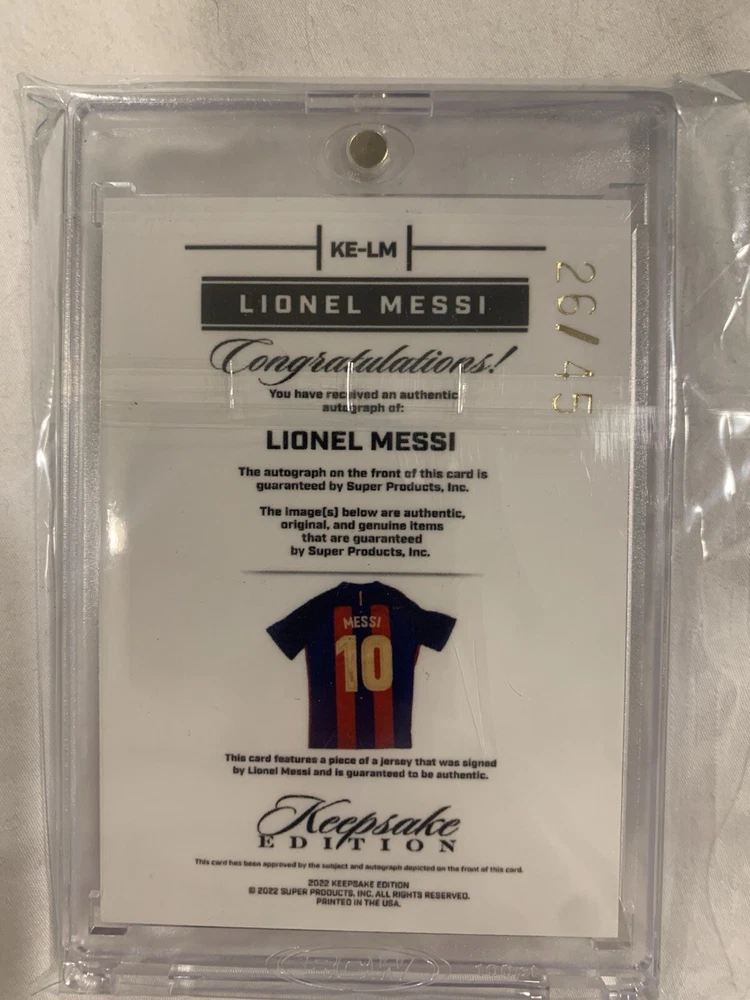 KE-LM
LIONEL MESSI
26/45
Congratulations!
You have received an authentic
autograph of:
LIONEL MESSI
The autograph on the front of this card is
guaranteed by Super Products, Inc.
The image(s) below are authentic,
original, and genuine items
that are guaranteed
by Super Products, Inc.
MESSI
10
This card features a piece of a jersey that was signed
by Lionel Messi and is guaranteed to be authentic.
Keepsake
EDITION
This card has been approved by the subject and autograph depicted on the front of this card.
2022 KEEPSAKE EDITION
© 2022 SUPER PRODUCTS, INC. ALL RIGHTS RESERVED.
PRINTED IN THE USA.